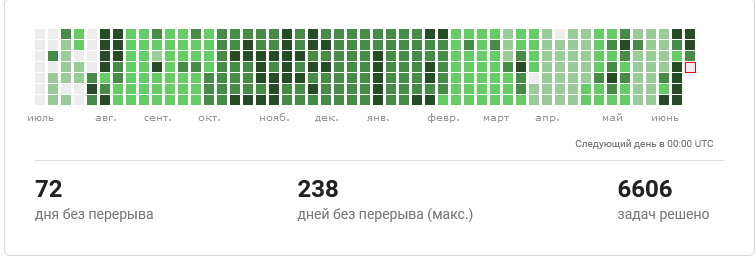 июль авг. сент. окт. нояб. дек. янв. февр. март апр. май июнь
Следующий день в 00:00 UTC
72 238 6606
дня без перерыва дней без перерыва (макс.) задач решено